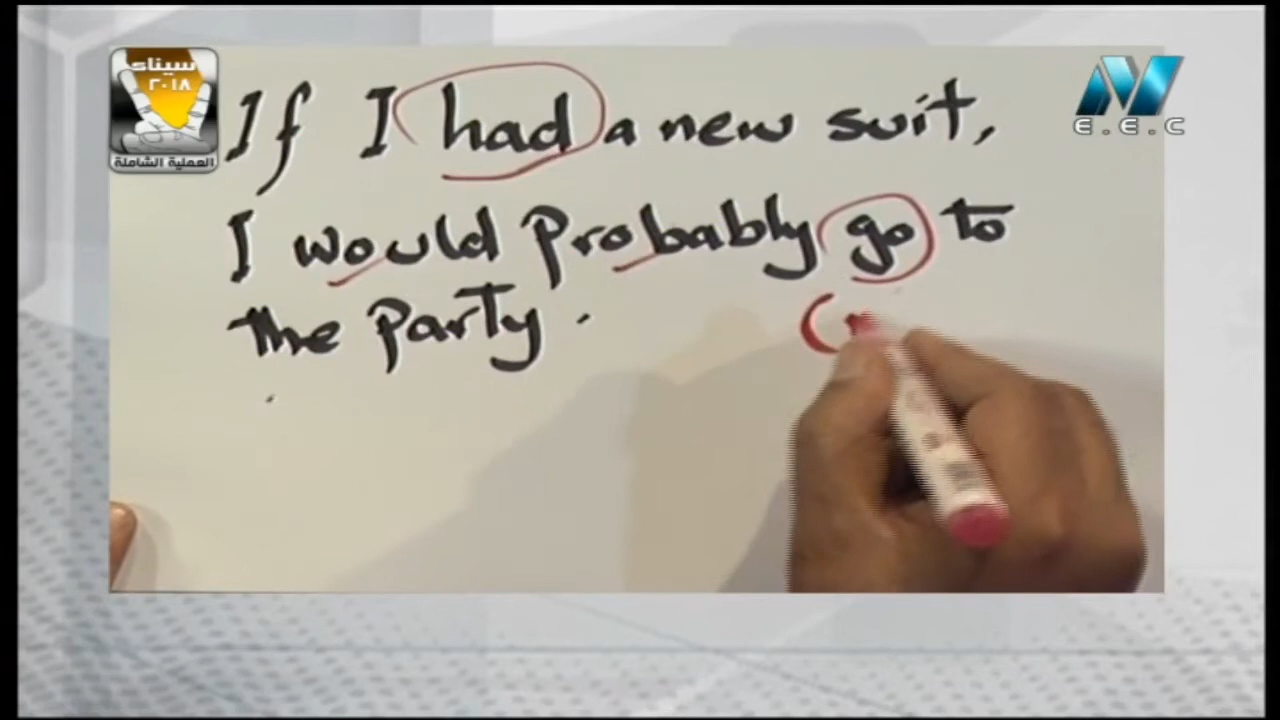 سيناء
٢٠١٨
العملية الشاملة
E.E.C
If I had a new suit,
I would probably go to
the Party.
(